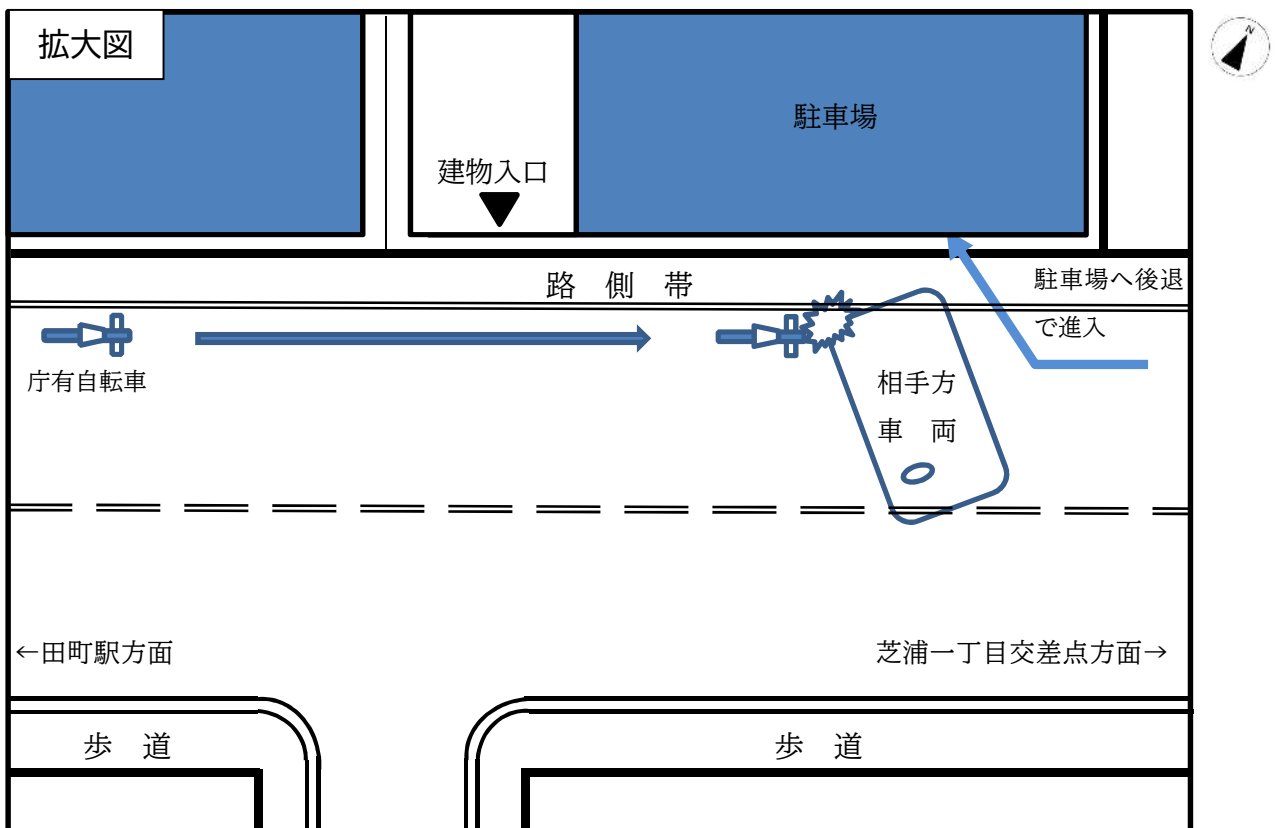 拡大図
N
駐車場
建物入口
路側帯
駐車場へ後退
で進入
庁有自転車
相手方
車両
←田町駅方面
芝浦一丁目交差点方面→
歩道
歩道